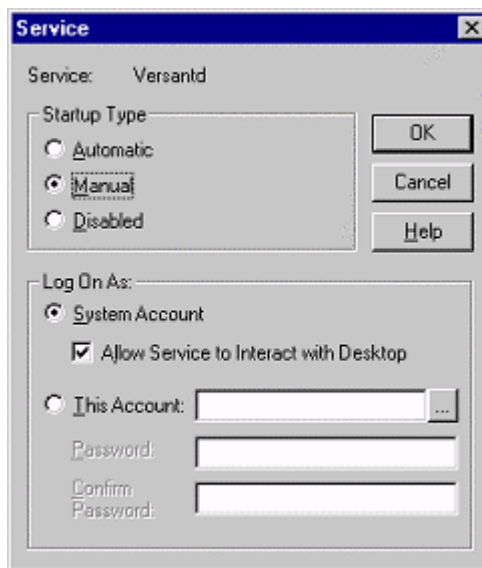 Service
Service: Versantd
Startup Type
Automatic
Manual
Disabled
OK
Cancel
Help
Log On As:
System Account
Allow Service to Interact with Desktop
This Account:
...
Password:
Confirm
Password: